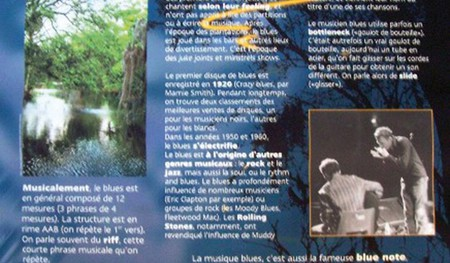 Musicalement, le blues est
en général composé de 12
mesures (3 phrases de 4
mesures). La structure est en
rime AAB (on répète le 1er vers).
On parle souvent du riff, cette
courte phrase musicale qu'on
répète.
chantent selon leur feeling, et
n'ont pas appris à lire des partitions
ou à écrire la musique. Après
l'époque des plantations, le blues
est joué dans les bars et autres lieux
de divertissement. C'est l'époque
des juke joints et minstrels shows.
Le premier disque de blues est
enregistré en 1920 (Crazy blues, par
Mamie Smith). Pendant longtemps,
on trouve deux classements des
meilleures ventes de disques, un
pour les musiciens noirs, l'autre
pour les blancs.
Dans les années 1950 et 1960,
le blues s'électrifie.
Le blues est à l'origine d'autres
genres musicaux : le rock et le
jazz, mais aussi la soul, ou le rythm
and blues. Le blues a profondément
influencé de nombreux musiciens
(Eric Clapton par exemple) ou
groupes de rock (les Moody Blues,
Fleetwood Mac). Les Rolling
Stones, notamment, ont
revendiqué l'influence de Muddy
titre d'une de ses chansons.
Le musicien blues utilise parfois un
bottleneck («goulot de bouteille»).
C'était autrefois un vrai goulot de
bouteille, aujourd'hui un tube en
acier, qu'on fait glisser sur les cordes
de la guitare pour obtenir un son
différent. On parle alors de slide
(«glisser»).
La musique blues, c'est aussi la fameuse blue note,